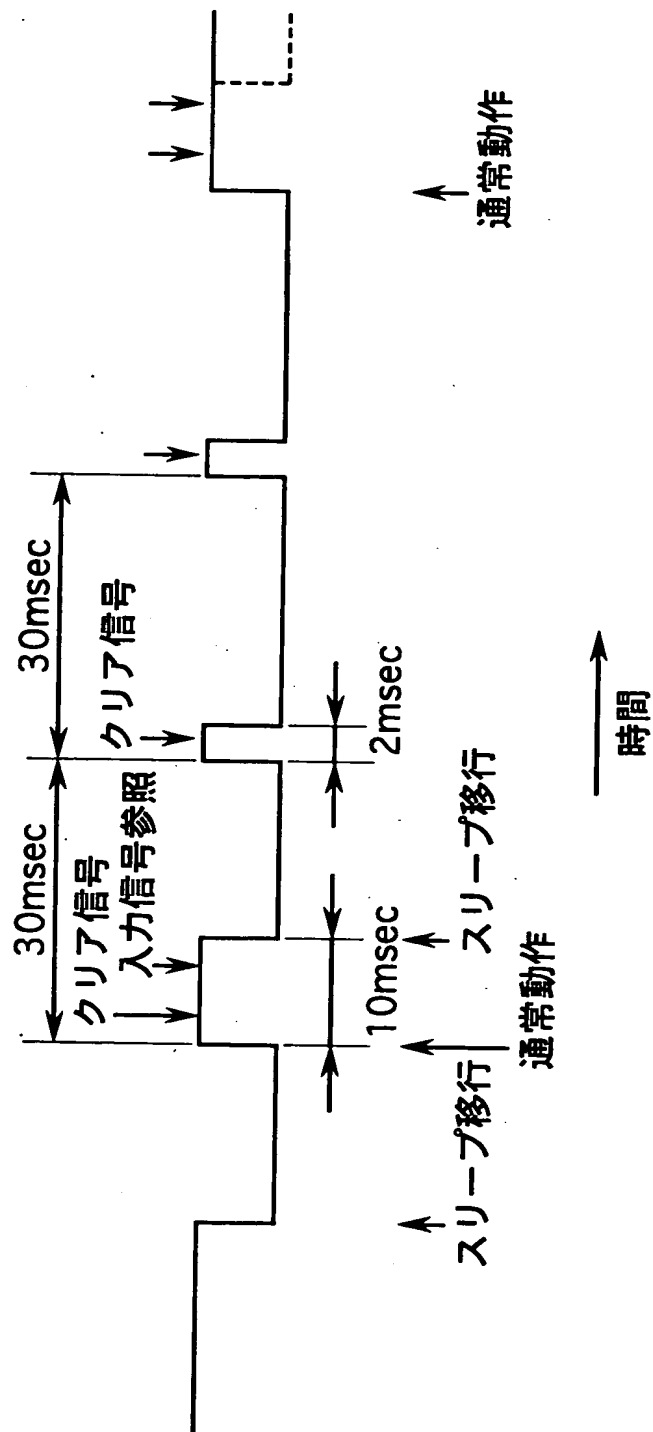 30msec
30msec
クリア信号
入力信号参照
クリア信号
10msec
2msec
スリープ移行
通常動作
スリープ移行
通常動作
時間